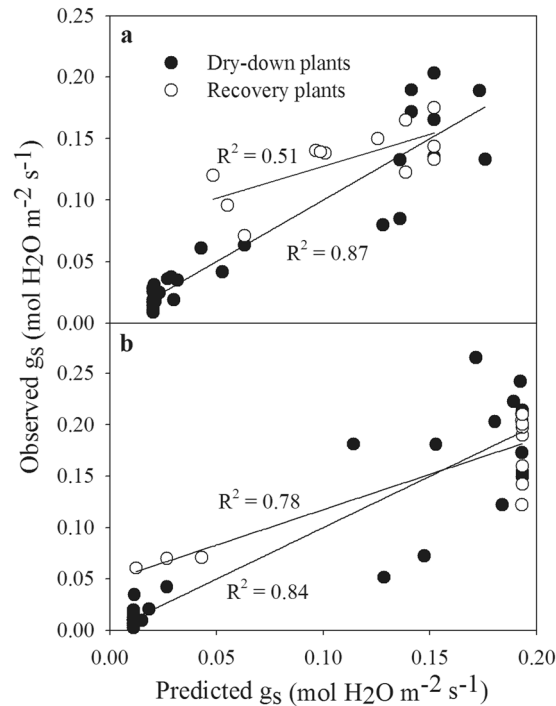 a
Dry-down plants
Recovery plants
0.25
0.20
0.15
0.10
0.05
0.00
R² = 0.51
R² = 0.87
b
0.25
0.20
0.15
0.10
0.05
0.00
R² = 0.78
R² = 0.84
0.00 0.05 0.10 0.15 0.20
Observed gs (mol H2O m-2 s-1)
Predicted gs (mol H2O m-2 s-1)